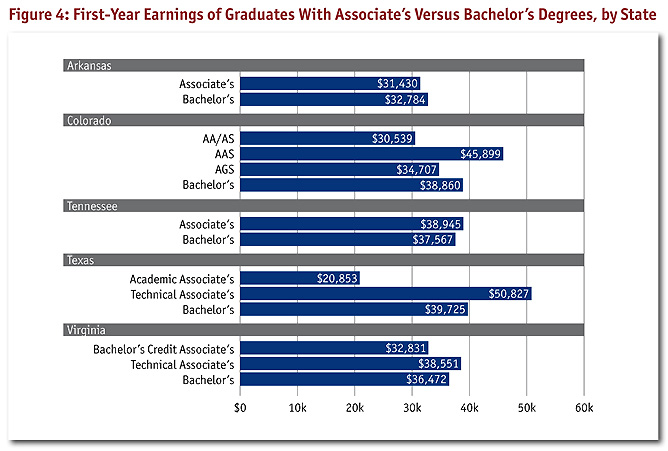 Figure 4: First-Year Earnings of Graduates With Associate's Versus Bachelor's Degrees, by State
Arkansas
Associate's $31,430
Bachelor's $32,784
Colorado
AA/AS $30,539
AAS $45,899
AGS $34,707
Bachelor's $38,860
Tennessee
Associate's $38,945
Bachelor's $37,567
Texas
Academic Associate's $20,853
Technical Associate's $50,827
Bachelor's $39,725
Virginia
Bachelor's Credit Associate's $32,831
Technical Associate's $38,551
Bachelor's $36,472
$0 10k 20k 30k 40k 50k 60k